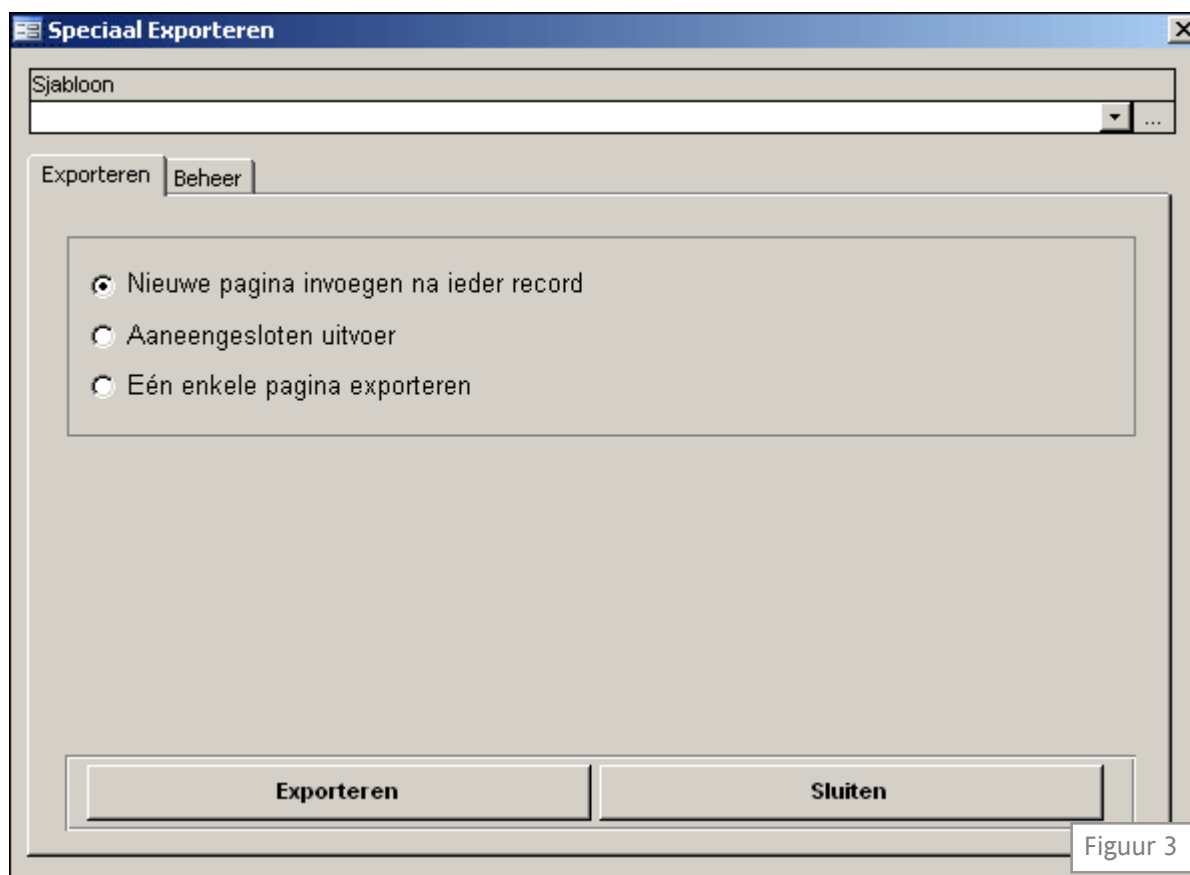 Speciaal Exporteren
Sjabloon
...
Exporteren Beheer
Nieuwe pagina invoegen na ieder record
Aaneengesloten uitvoer
Eén enkele pagina exporteren
Exporteren Sluiten
Figuur 3